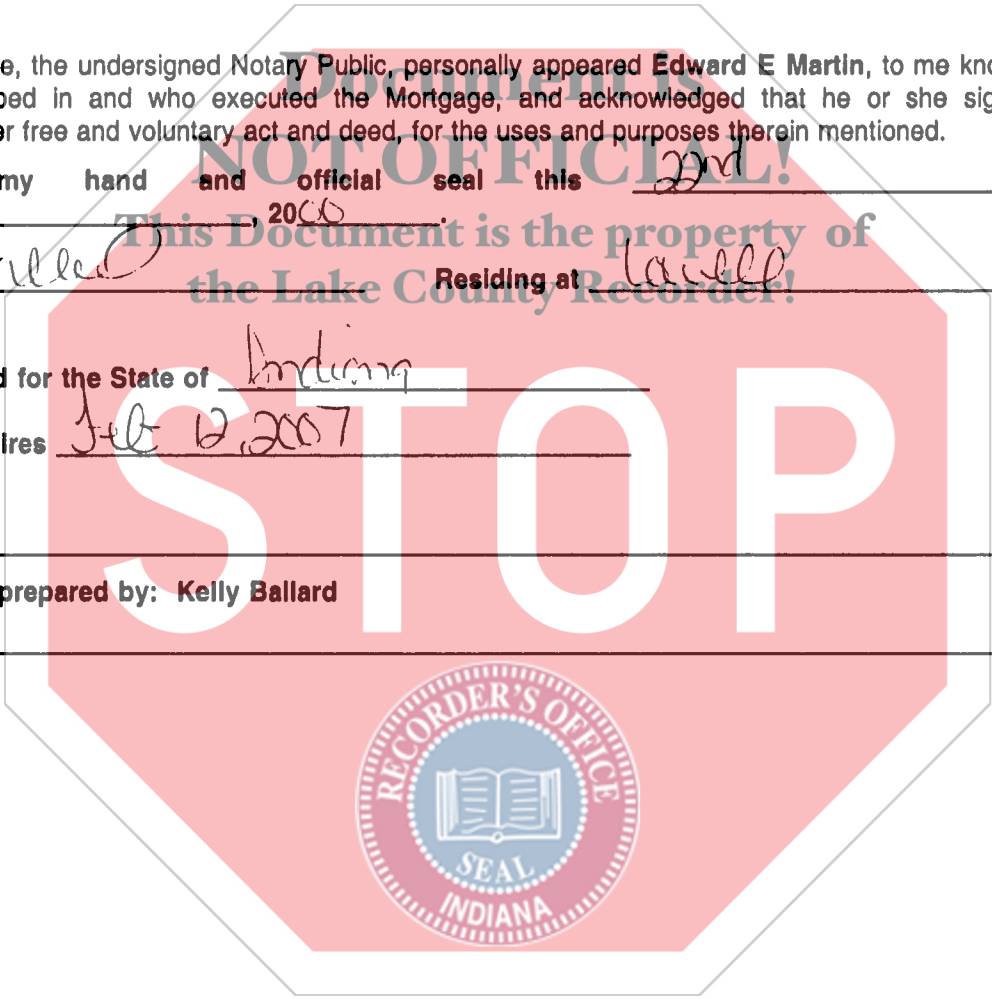 e, the undersigned Notary Public, personally appeared Edward E Martin, to me kno
bed in and who executed the Mortgage, and acknowledged that he or she sig
er free and voluntary act and deed, for the uses and purposes therein mentioned.
my hand and official seal this 22nd
, 2000.
Residing at Lowell
d for the State of Indiana
ires Feb 12, 2007
prepared by: Kelly Ballard
Document is
NOT OFFICIAL!
This Document is the property of
the Lake County Recorder!
STOP
RECORDER'S OFFICE
SEAL
INDIANA